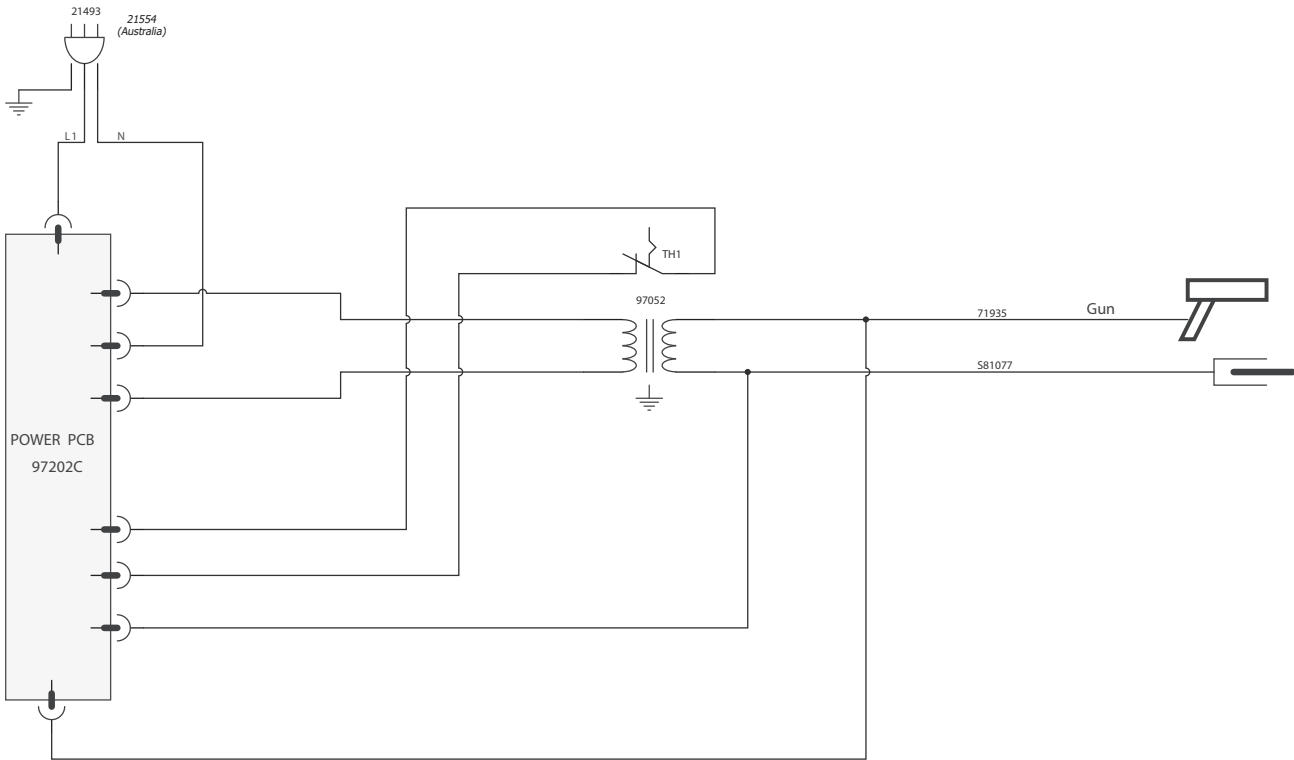 21493
21554
(Australia)
L1
N
TH1
97052
71935
Gun
S81077
POWER PCB
97202C